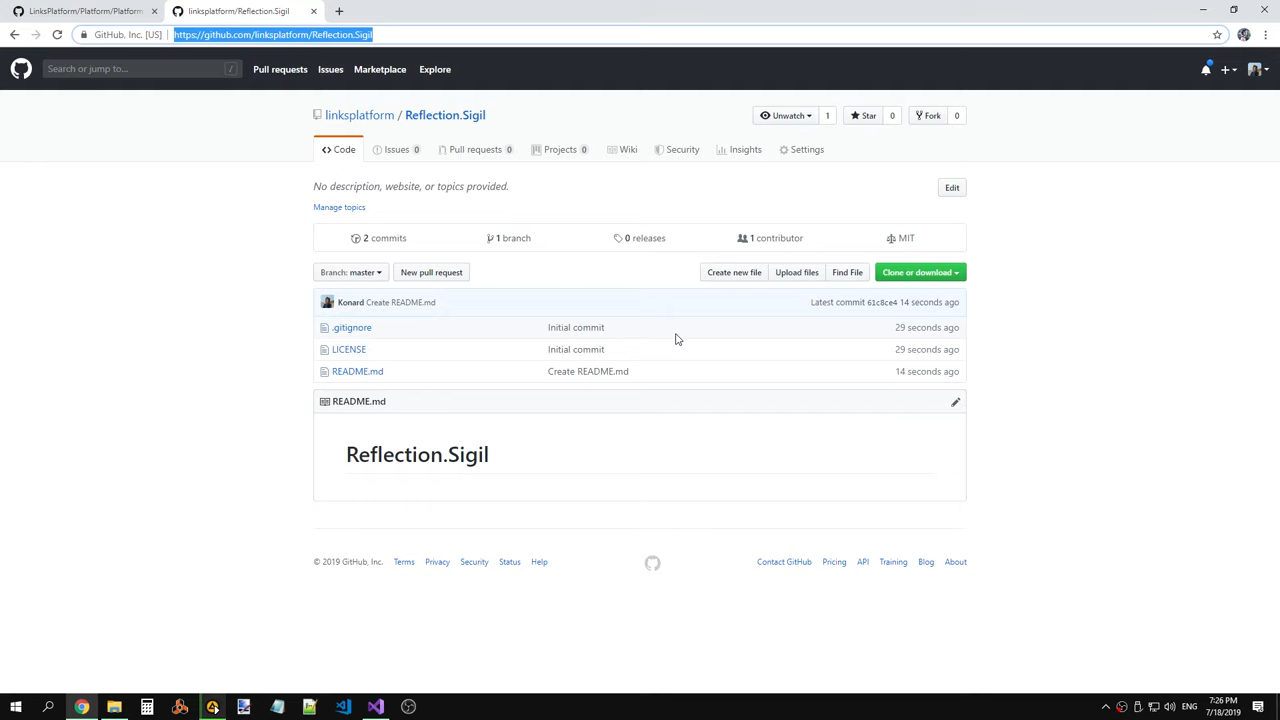 LinksPlatform/Platform/Platform
linksplatform/Reflection.Sigil
GitHub, Inc. [US]
https://github.com/linksplatform/Reflection.Sigil
Search or jump to...
/
Pull requests
Issues
Marketplace
Explore
linksplatform / Reflection.Sigil
Unwatch 1
Star 0
Fork 0
Code
Issues 0
Pull requests 0
Projects 0
Wiki
Security
Insights
Settings
No description, website, or topics provided.
Edit
Manage topics
2 commits
1 branch
0 releases
1 contributor
MIT
Branch: master
New pull request
Create new file
Upload files
Find File
Clone or download
Konard Create README.md
Latest commit 61c8ce4 14 seconds ago
.gitignore Initial commit 29 seconds ago
LICENSE Initial commit 29 seconds ago
README.md Create README.md 14 seconds ago
README.md
Reflection.Sigil
© 2019 GitHub, Inc.
Terms
Privacy
Security
Status
Help
Contact GitHub
Pricing
API
Training
Blog
About
ENG
7:26 PM
7/18/2019